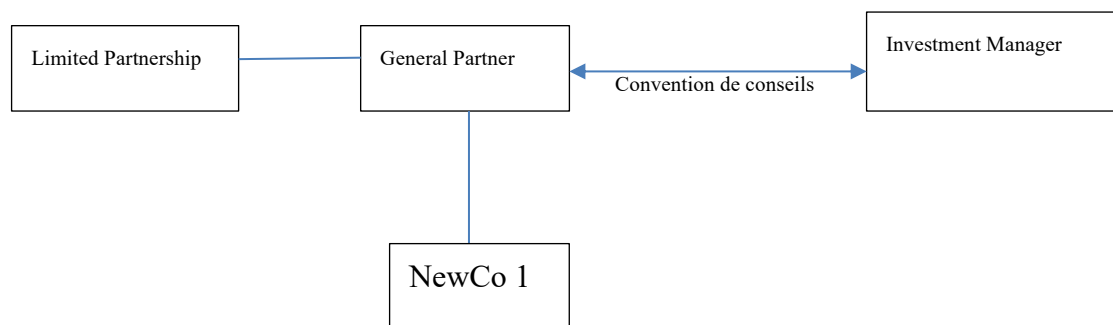 Limited Partnership
General Partner
Investment Manager
Convention de conseils
NewCo 1